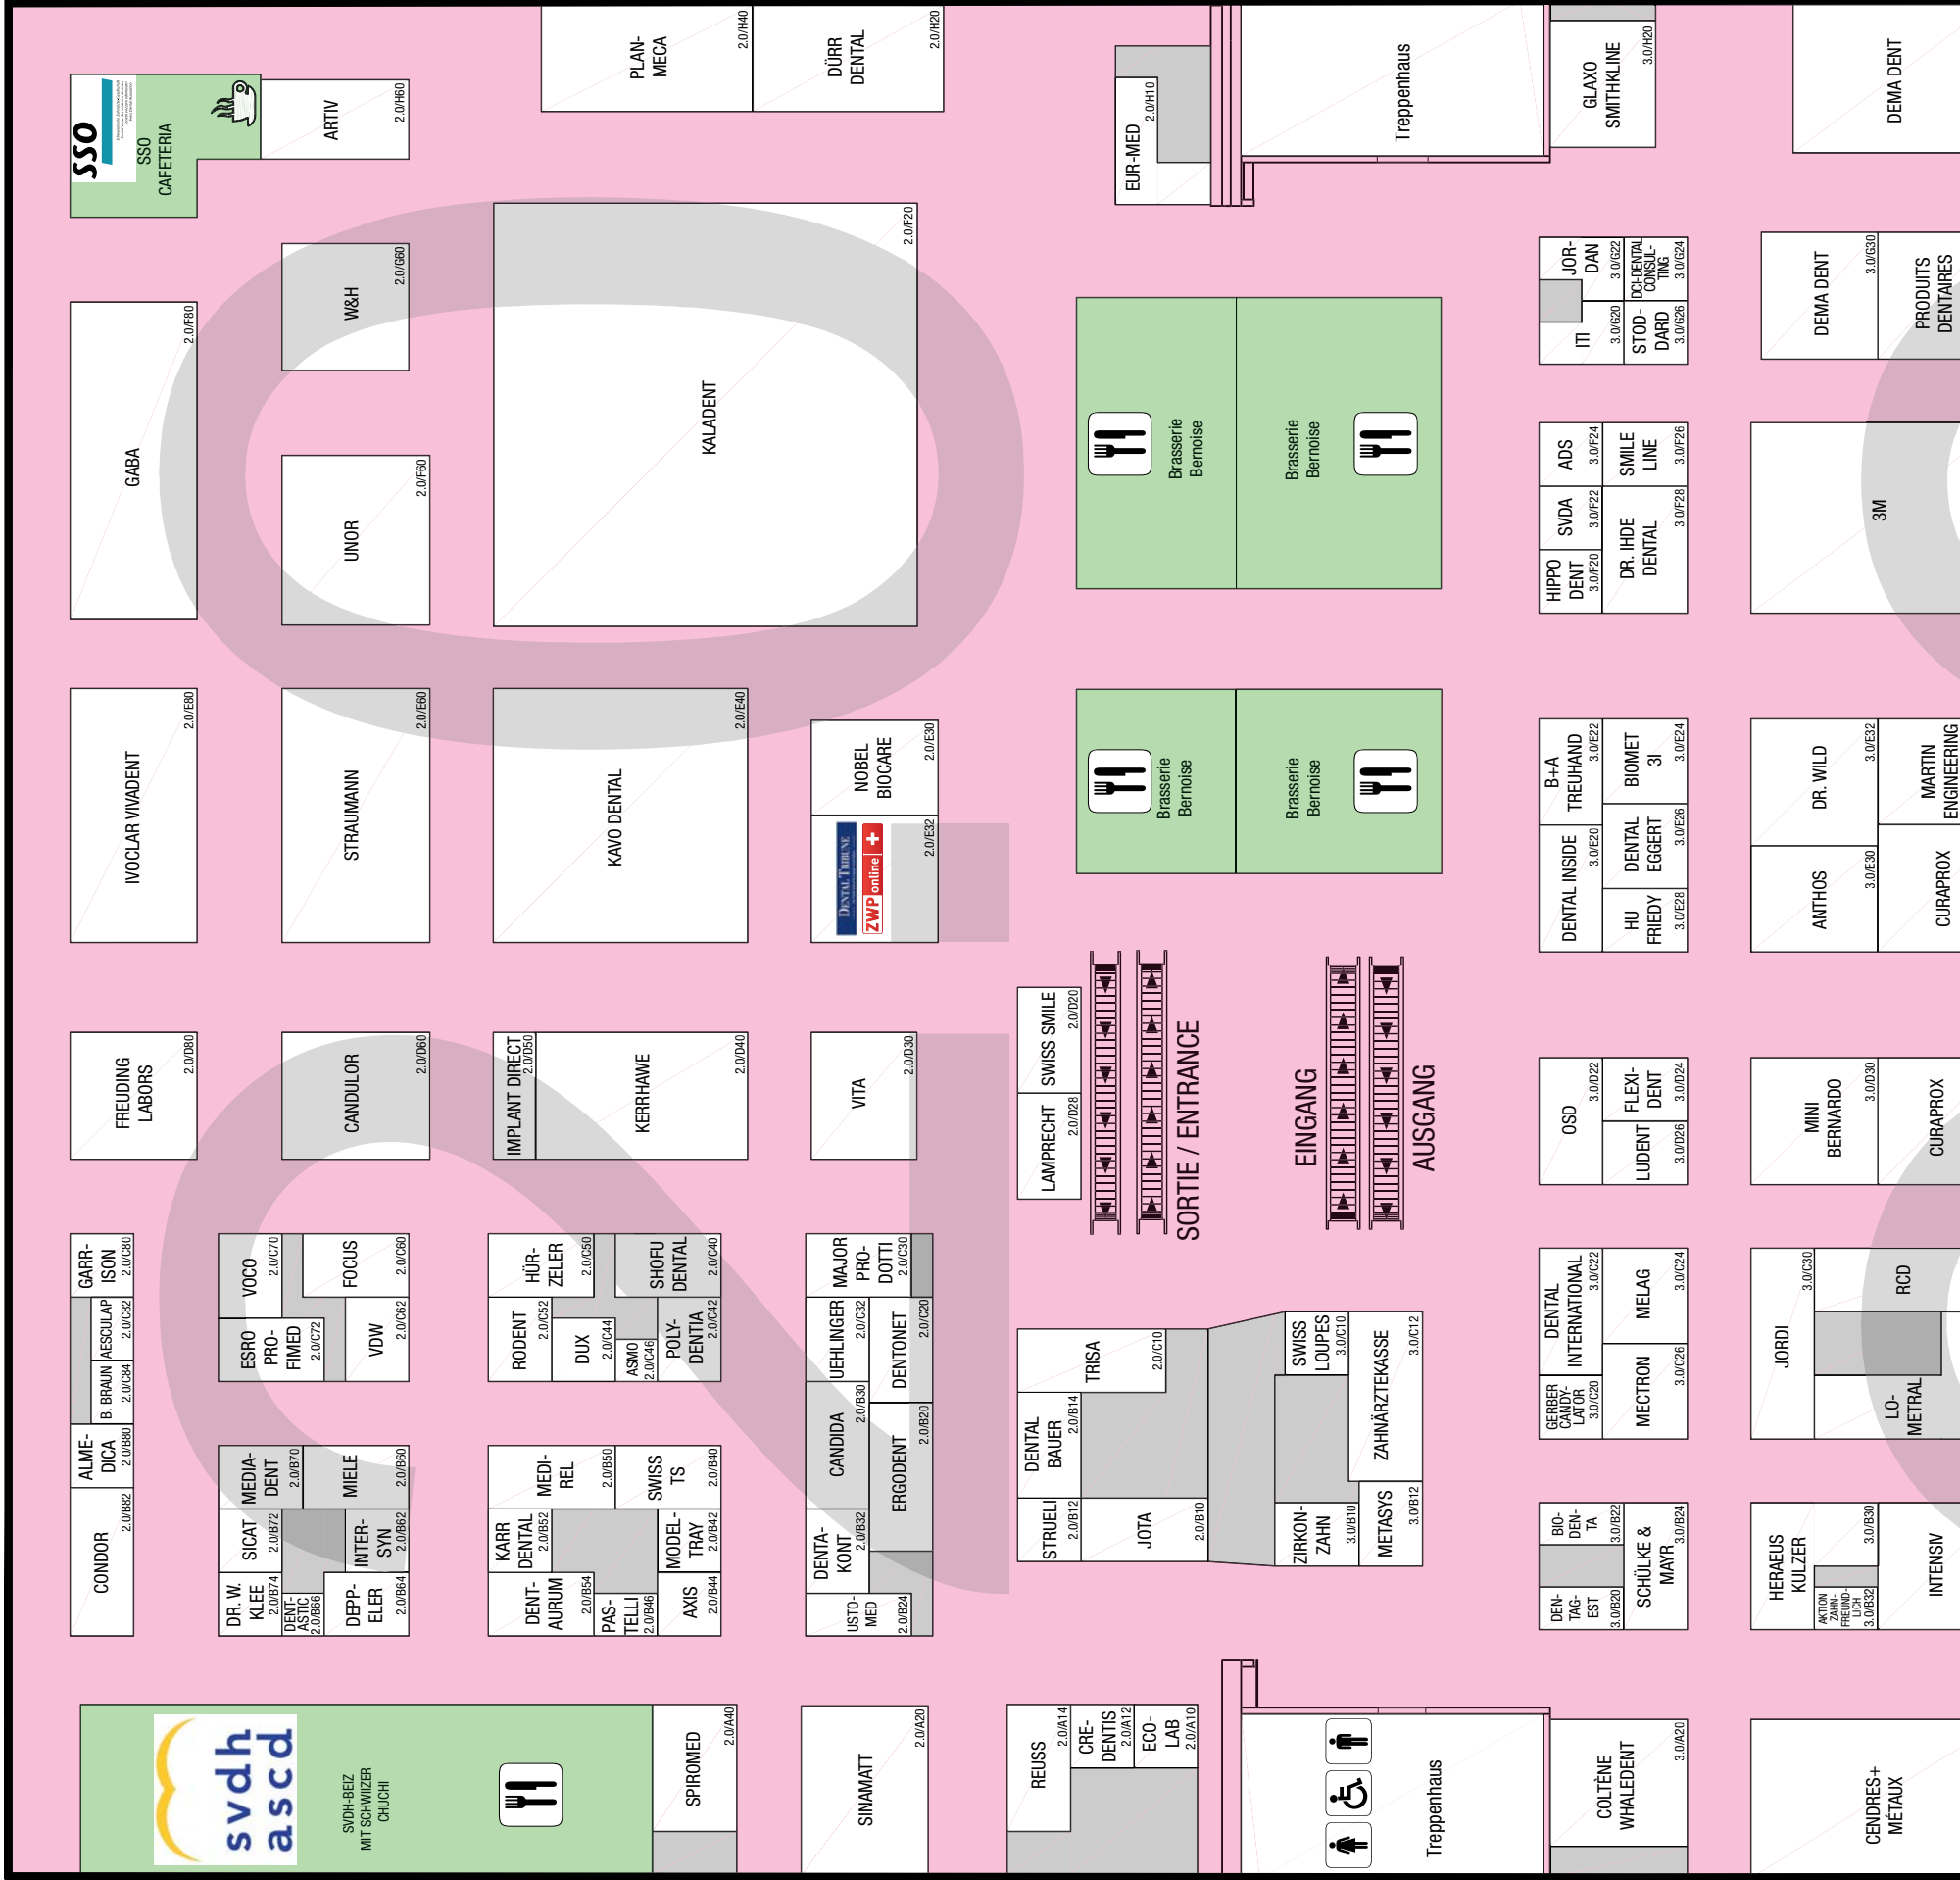 PLAN-
MECA
2.0/H40
DÜRR
DENTAL
2.0/H20
SSO
SSO
CAFETERIA
ARTIV
2.0/H60
EUR-MED
2.0/H10
Treppenhaus
GLAXO
SMITHKLINE
3.0/H20
DEMA DENT
GABA
2.0/F80
W&H
2.0/G60
UNOR
2.0/F60
KALADENT
2.0/F20
Brasserie
Bernoise
Brasserie
Bernoise
JOR-
DAN
3.0/G22
DCI-DENTAL
CONSUL-
TING
3.0/G24
ITI
3.0/G20
STOD-
DARD
3.0/G26
DEMA DENT
3.0/G30
PRODUITS
DENTAIRES
ADS
3.0/F24
SMILE
LINE
3.0/F26
SVDA
3.0/F22
HIPPO
DENT
3.0/F20
DR. IHDE
DENTAL
3.0/F28
3M
IVOCLAR VIVADENT
2.0/E80
STRAUMANN
2.0/E60
KAVO DENTAL
2.0/E40
NOBEL
BIOCARE
2.0/E30
DENTAL TRIBUNE
ZWP online
2.0/E32
Brasserie
Bernoise
Brasserie
Bernoise
B+A
TREUHAND
3.0/E22
BIOMET
3I
3.0/E24
DENTAL INSIDE
3.0/E20
DENTAL
EGGERT
3.0/E26
HU
FRIEDY
3.0/E28
DR. WILD
3.0/E32
MARTIN
ENGINEERING
ANTHOS
3.0/E30
CURAPROX
FREUDING
LABORS
2.0/D80
CANDULOR
2.0/D60
IMPLANT DIRECT
2.0/D50
KERRHAWE
2.0/D40
VITA
2.0/D30
SWISS SMILE
2.0/D20
LAMPRECHT
2.0/D28
SORTIE / ENTRANCE
EINGANG
AUSGANG
OSD
3.0/D22
FLEXI-
DENT
3.0/D24
LUDENT
3.0/D26
MINI
BERNARDO
3.0/D30
CURAPROX
GARR-
ISON
2.0/C80
AESCULAP
2.0/C82
B. BRAUN
2.0/C84
ALME-
DICA
2.0/B80
CONDOR
2.0/B82
VOCO
2.0/C70
FOCUS
2.0/C60
ESRO
PRO-
FIMED
2.0/C72
VDW
2.0/C62
HÜR-
ZELER
2.0/C50
SHOFU
DENTAL
2.0/C40
RODENT
2.0/C52
DUX
2.0/C44
ASMO
2.0/C46
POLY-
DENTIA
2.0/C42
MAJOR
PRO-
DOTTI
2.0/C30
UEHLINGER
2.0/C32
DENTONET
2.0/C20
CANDIDA
2.0/B30
ERGODENT
2.0/B20
DENTA-
KONT
2.0/B32
USTO-
MED
2.0/B24
TRISA
2.0/C10
DENTAL
BAUER
2.0/B14
STRUELI
2.0/B12
JOTA
2.0/B10
SWISS
LOUPES
3.0/C10
ZAHNÄRZTEKASSE
3.0/C12
ZIRKON-
ZAHN
3.0/B10
METASYS
3.0/B12
DENTAL
INTERNATIONAL
3.0/C22
MELAG
3.0/C24
GERBER
CANDY-
LATOR
3.0/C20
MECTRON
3.0/C26
JORDI
3.0/C30
RCD
LO-
METRAL
MEDIA-
DENT
2.0/B70
MIELE
2.0/B60
SICAT
2.0/B72
INTER-
SYN
2.0/B62
DR. W.
KLEE
2.0/B74
DENT-
ASTIC
2.0/B66
DEPP-
ELER
2.0/B64
MEDI-
REL
2.0/B50
SWISS
TS
2.0/B40
KARR
DENTAL
2.0/B52
MODEL-
TRAY
2.0/B42
DENT-
AURUM
2.0/B54
PAS-
TELLI
2.0/B46
AXIS
2.0/B44
BIO-
DEN-
TA
3.0/B22
DEN-
TAG-
EST
3.0/B20
SCHÜLKE &
MAYR
3.0/B24
HERAEUS
KULZER
3.0/B30
AKTION
ZAHN-
FREUND-
LICH
3.0/B32
INTENSIV
svdh
ascd
SVDH-BEIZ
MIT SCHWIIZER
CHUCHI
SPIROMED
2.0/A40
SINAMATT
2.0/A20
REUSS
2.0/A14
CRE-
DENTIS
2.0/A12
ECO-
LAB
2.0/A10
Treppenhaus
COLTÈNE
WHALEDENT
3.0/A20
CENDRES+
MÉTAUX
2.0